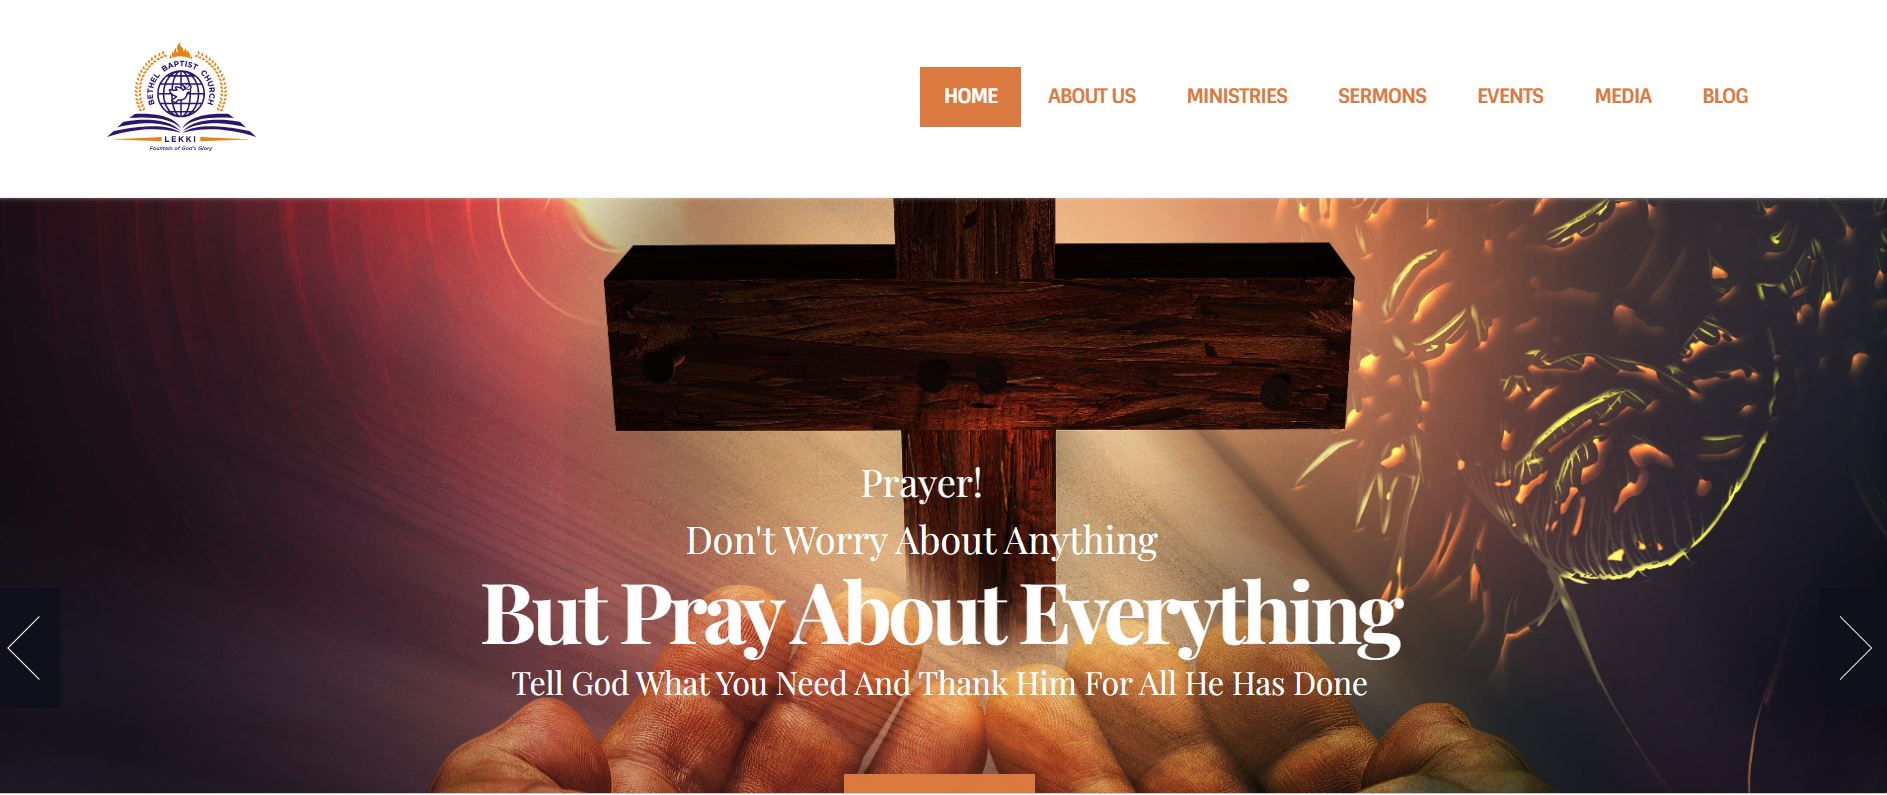 BETHEL BAPTIST CHURCH
LEKKI
Fountain of God's Glory
HOME
ABOUT US
MINISTRIES
SERMONS
EVENTS
MEDIA
BLOG
Prayer!
Don't Worry About Anything
But Pray About Everything
Tell God What You Need And Thank Him For All He Has Done